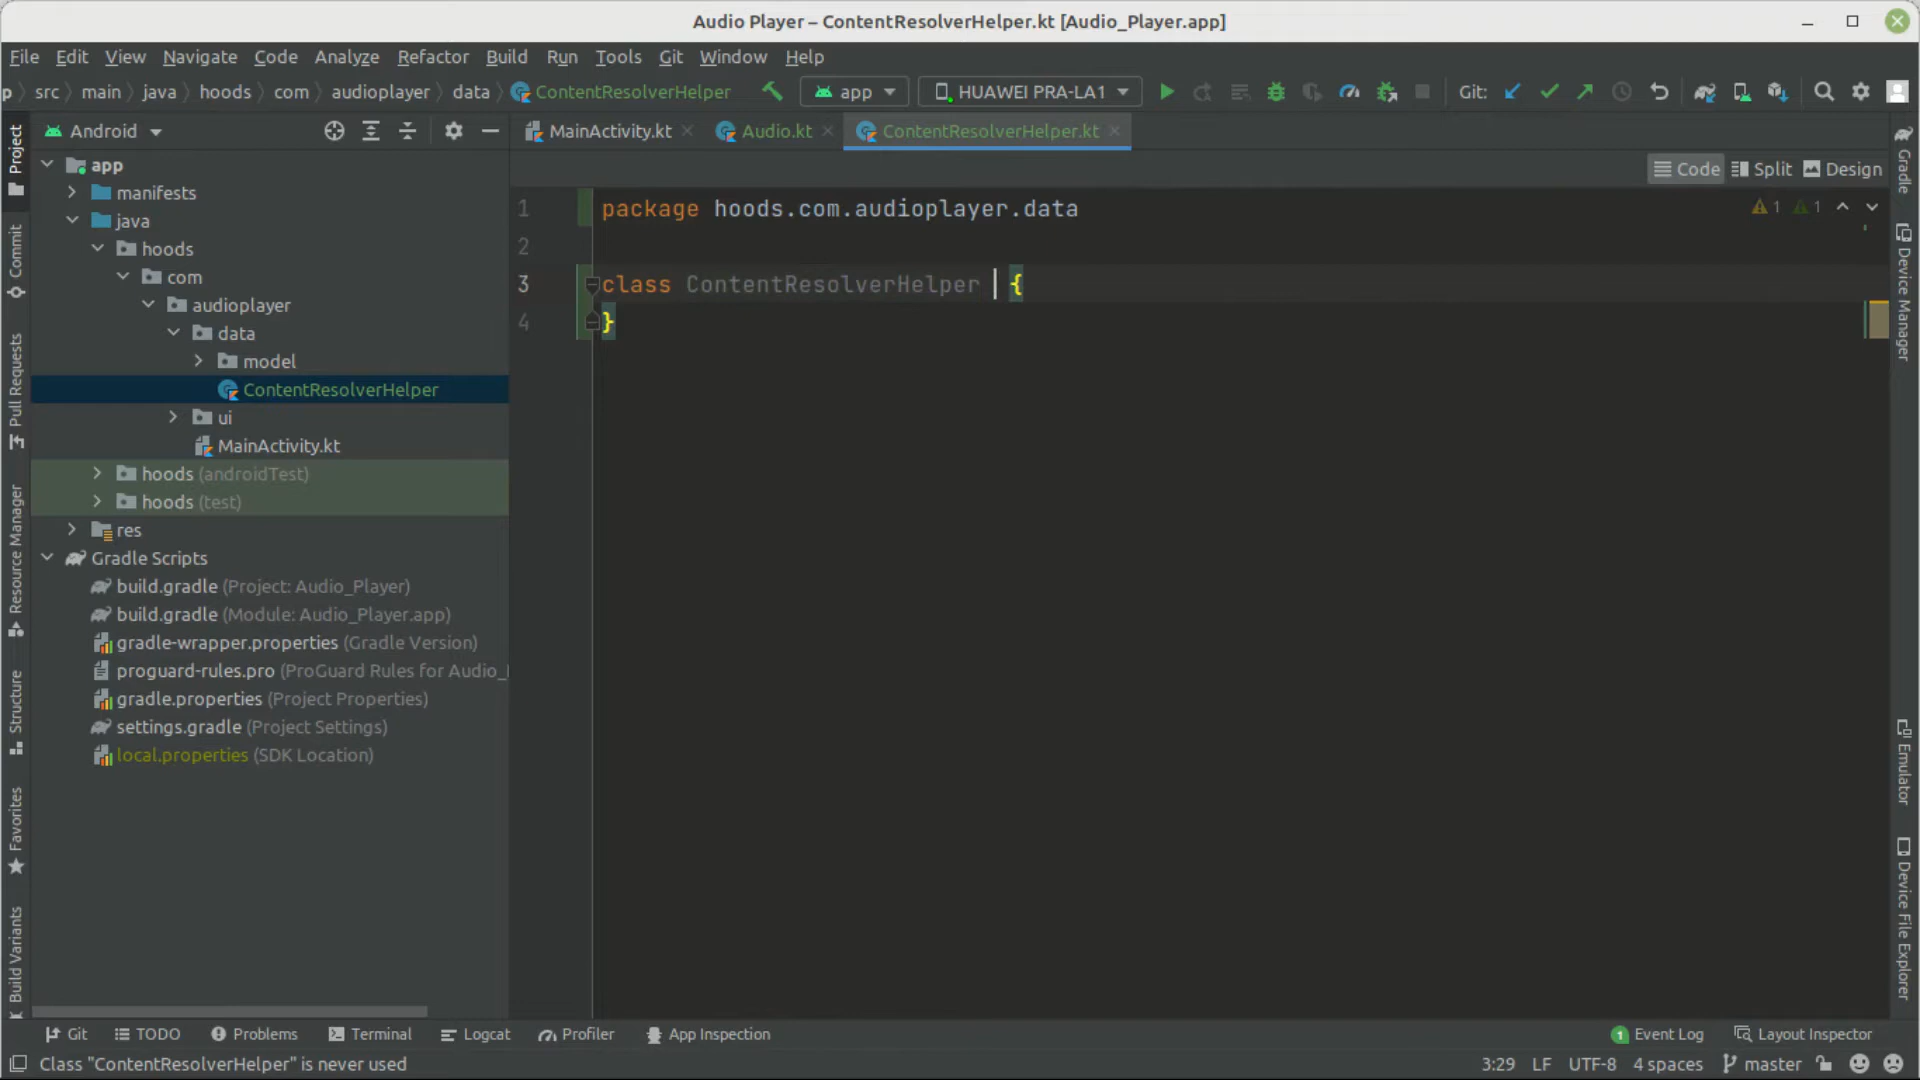 Audio Player – ContentResolverHelper.kt [Audio_Player.app]
File Edit View Navigate Code Analyze Refactor Build Run Tools Git Window Help
p src main java hoods com audioplayer data ContentResolverHelper app HUAWEI PRA-LA1 Git:
Android MainActivity.kt Audio.kt ContentResolverHelper.kt
Code Split Design
app
manifests
java
hoods
com
audioplayer
data
model
ContentResolverHelper
ui
MainActivity.kt
hoods (androidTest)
hoods (test)
res
Gradle Scripts
build.gradle (Project: Audio_Player)
build.gradle (Module: Audio_Player.app)
gradle-wrapper.properties (Gradle Version)
proguard-rules.pro (ProGuard Rules for Audio_
gradle.properties (Project Properties)
settings.gradle (Project Settings)
local.properties (SDK Location)
1 package hoods.com.audioplayer.data
2
3 class ContentResolverHelper {
4 }
1 1
Project
Commit
Pull Requests
Resource Manager
Structure
Favorites
Build Variants
Gradle
Device Manager
Emulator
Device File Explorer
Git TODO Problems Terminal Logcat Profiler App Inspection 1 Event Log Layout Inspector
Class "ContentResolverHelper" is never used 3:29 LF UTF-8 4 spaces master